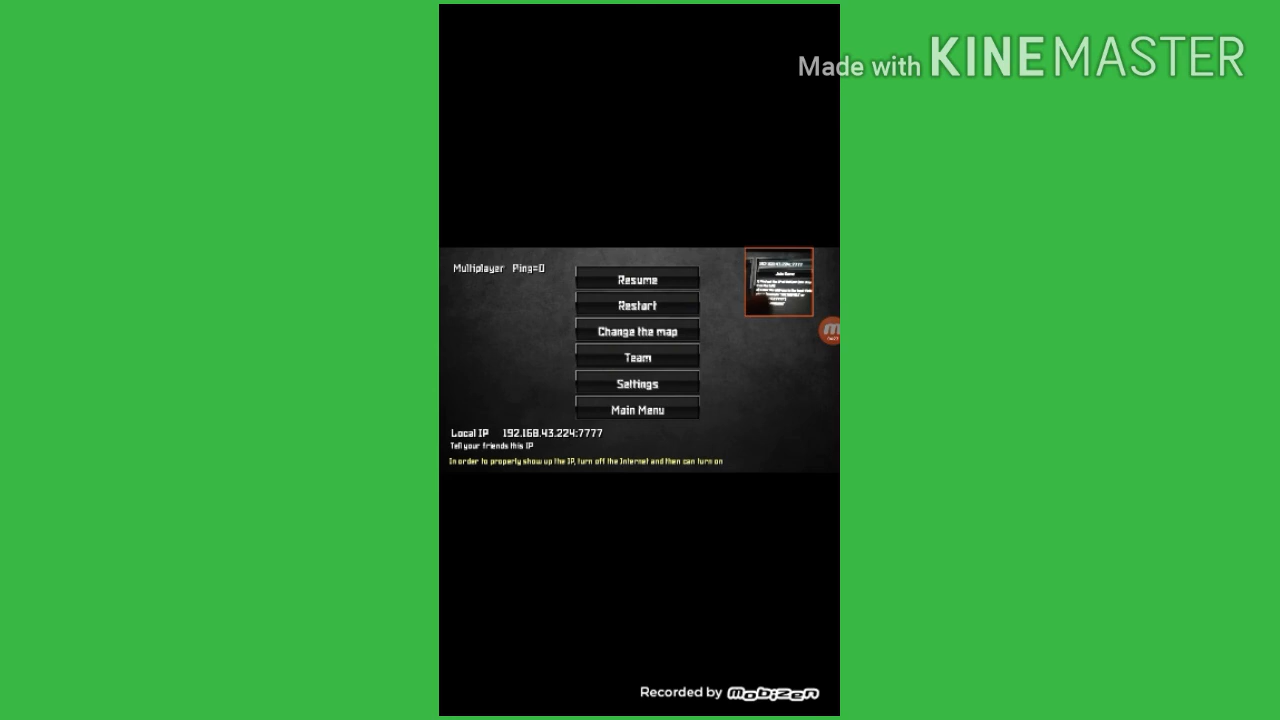 Made with KINEMASTER
Multiplayer Ping=0
Resume
Restart
Change the map
Team
Settings
Main Menu
Local IP 192.168.43.224:7777
Tell your friends this IP
In order to properly show up the IP, turn off the Internet and then can turn on
Recorded by Mobizen